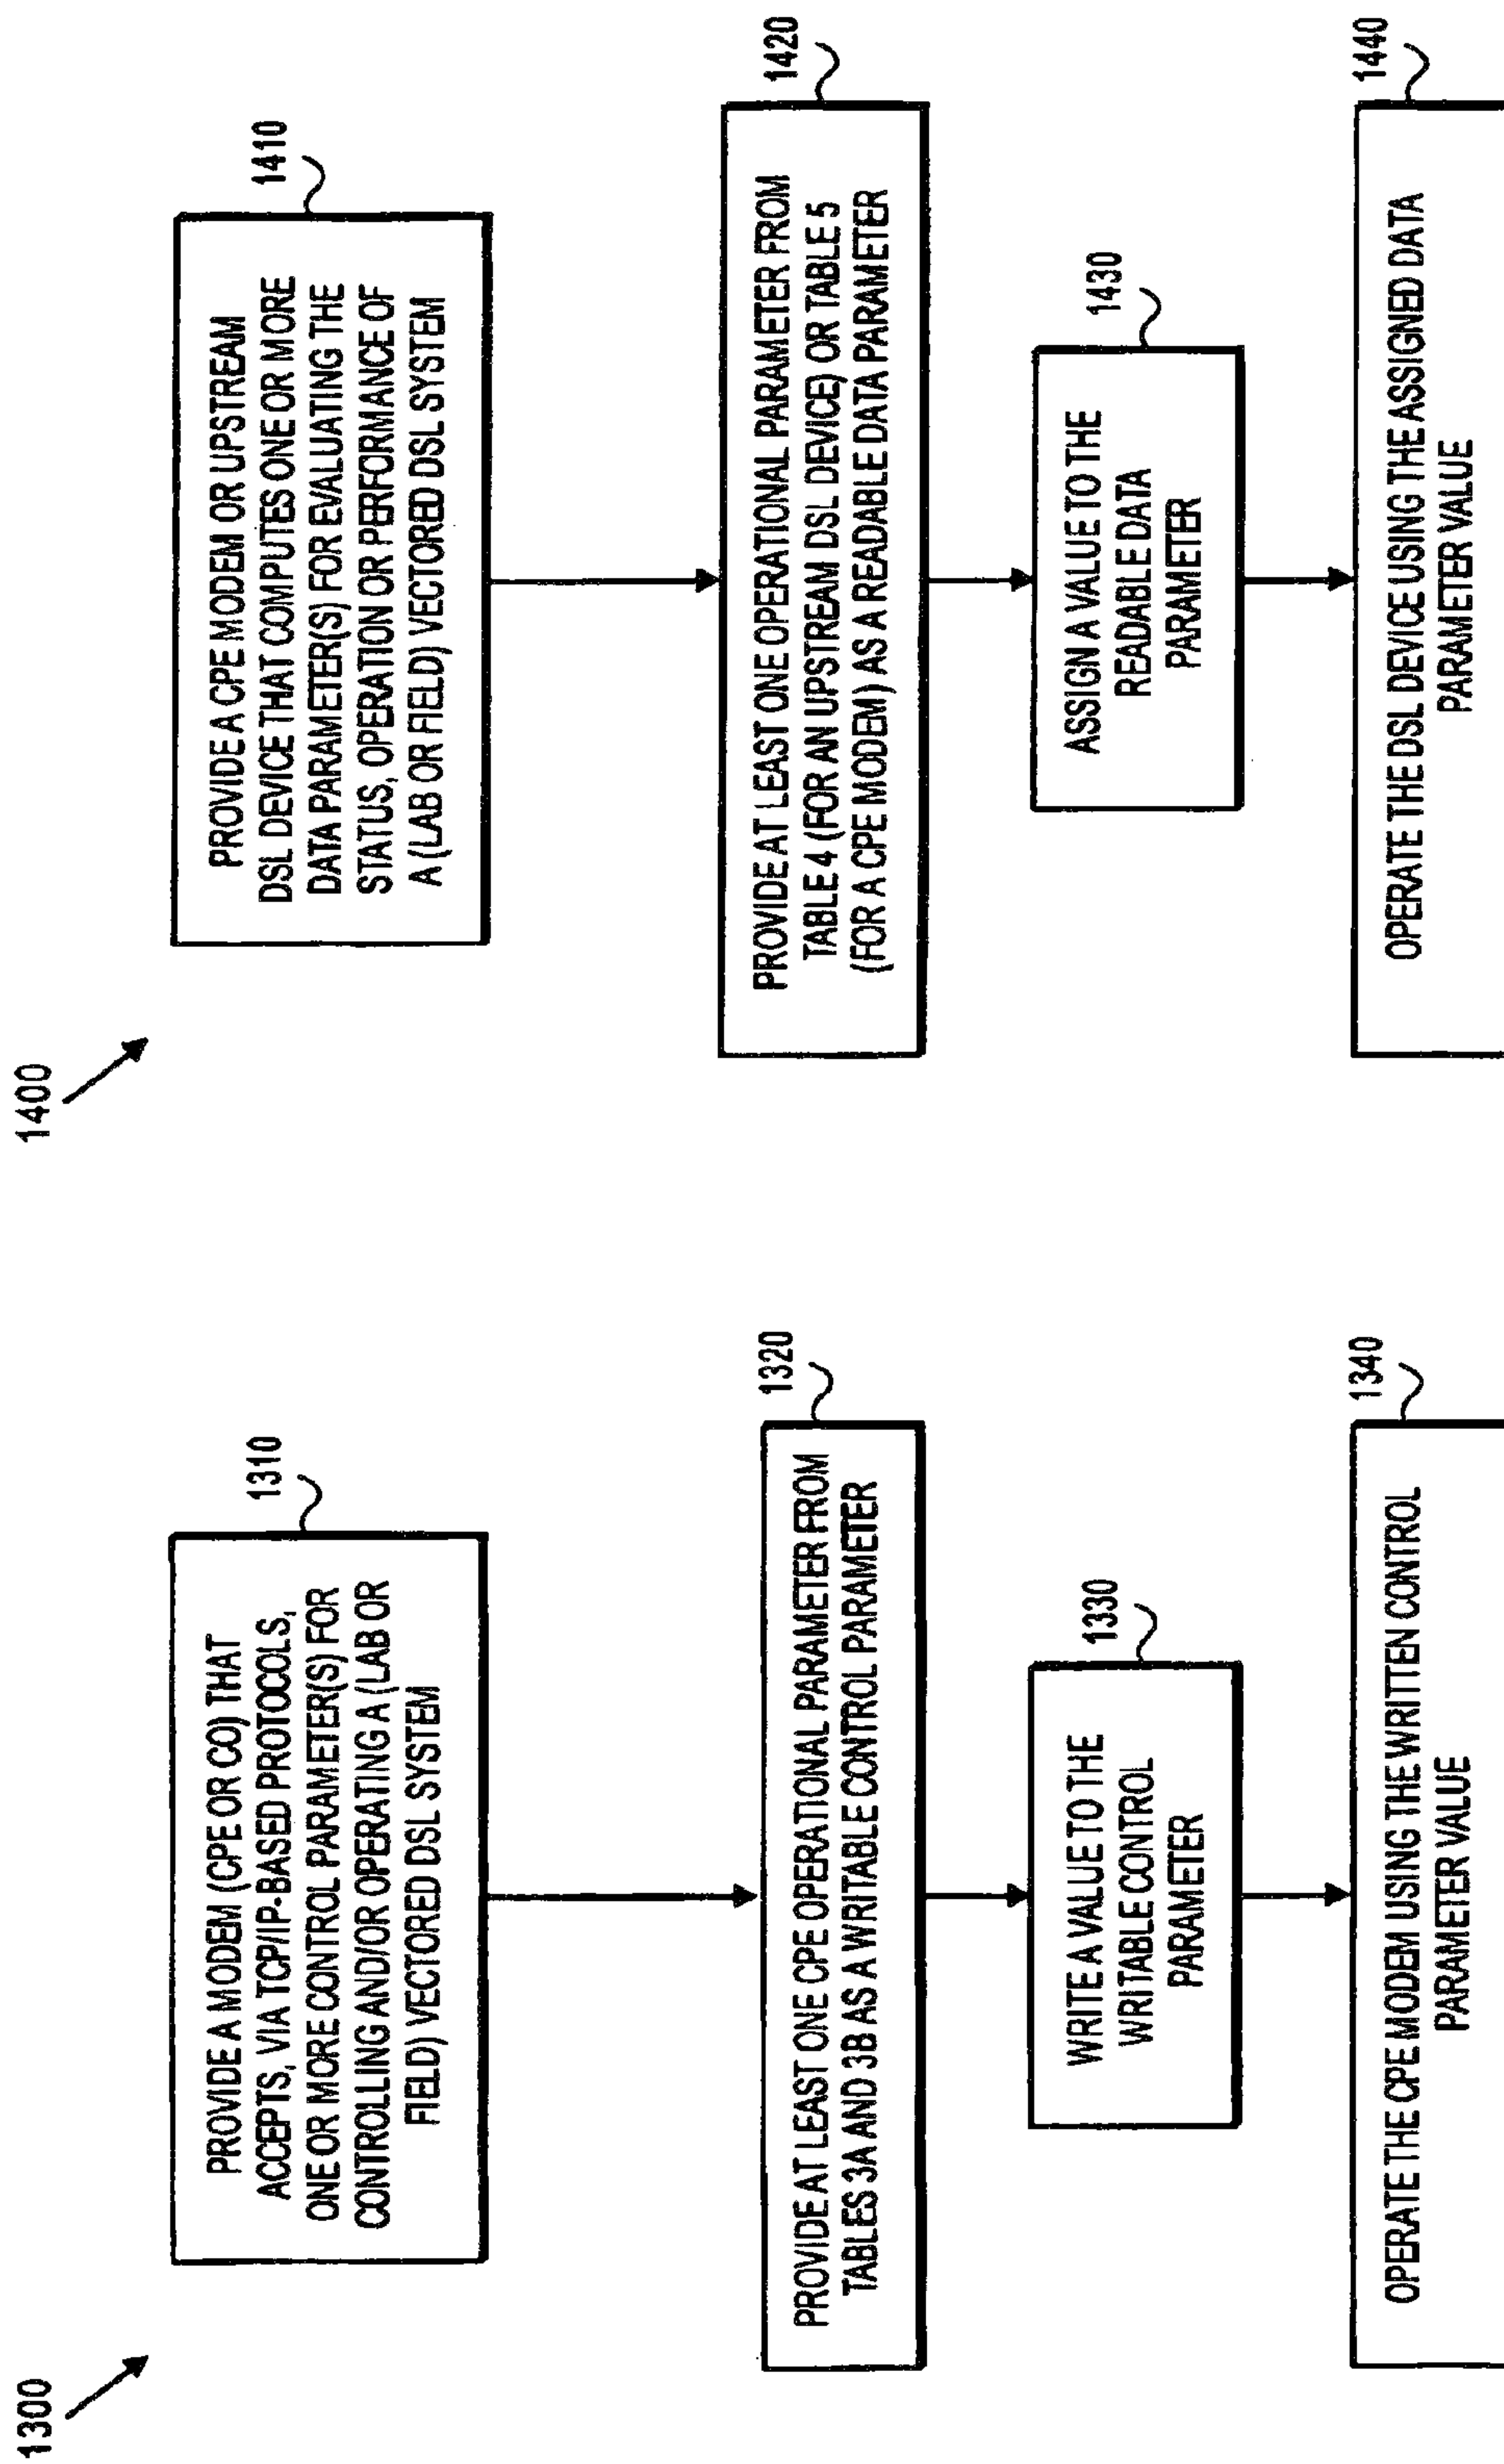 1300
PROVIDE A MODEM (CPE OR CO) THAT
ACCEPTS, VIA TCP/IP-BASED PROTOCOLS,
ONE OR MORE CONTROL PARAMETER(S) FOR
CONTROLLING AND/OR OPERATING A (LAB OR
FIELD) VECTORED DSL SYSTEM
1310
PROVIDE AT LEAST ONE CPE OPERATIONAL PARAMETER FROM
TABLES 3A AND 3B AS A WRITABLE CONTROL PARAMETER
1320
WRITE A VALUE TO THE
WRITABLE CONTROL
PARAMETER
1330
OPERATE THE CPE MODEM USING THE WRITTEN CONTROL
PARAMETER VALUE
1340
1400
PROVIDE A CPE MODEM OR UPSTREAM
DSL DEVICE THAT COMPUTES ONE OR MORE
DATA PARAMETER(S) FOR EVALUATING THE
STATUS, OPERATION OR PERFORMANCE OF
A (LAB OR FIELD) VECTORED DSL SYSTEM
1410
PROVIDE AT LEAST ONE OPERATIONAL PARAMETER FROM
TABLE 4 (FOR AN UPSTREAM DSL DEVICE) OR TABLE 5
(FOR A CPE MODEM) AS A READABLE DATA PARAMETER
1420
ASSIGN A VALUE TO THE
READABLE DATA
PARAMETER
1430
OPERATE THE DSL DEVICE USING THE ASSIGNED DATA
PARAMETER VALUE
1440